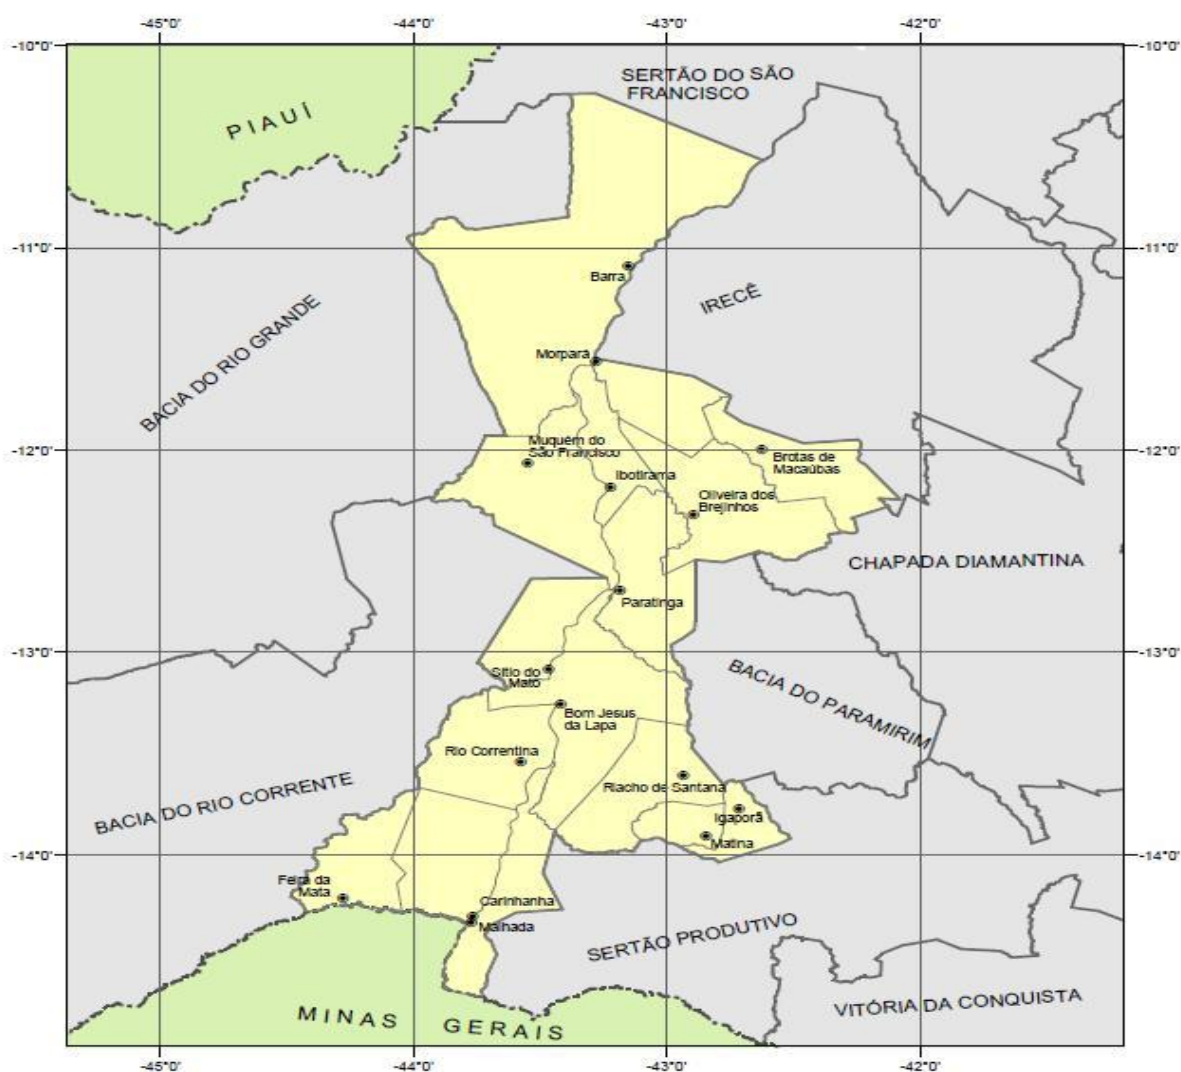 -45°0'
-44°0'
-43°0'
-42°0'
-10°0'
-10°0'
SERTÃO DO SÃO
FRANCISCO
PIAUÍ
-11°0'
-11°0'
Barra
IRECÊ
BACIA DO RIO GRANDE
Morpará
-12°0'
-12°0'
Muquém do
São Francisco
Brotas de
Macaúbas
Ibotirama
Oliveira dos
Brejinhos
CHAPADA DIAMANTINA
Paratinga
-13°0'
-13°0'
Sítio do
Mato
BACIA DO PARAMIRIM
Bom Jesus
da Lapa
Rio Correntina
Riacho de Santana
BACIA DO RIO CORRENTE
Igaporã
Matina
-14°0'
-14°0'
Feira da
Mata
Carinhanha
Malhada
SERTÃO PRODUTIVO
VITÓRIA DA CONQUISTA
MINAS GERAIS
-45°0'
-44°0'
-43°0'
-42°0'